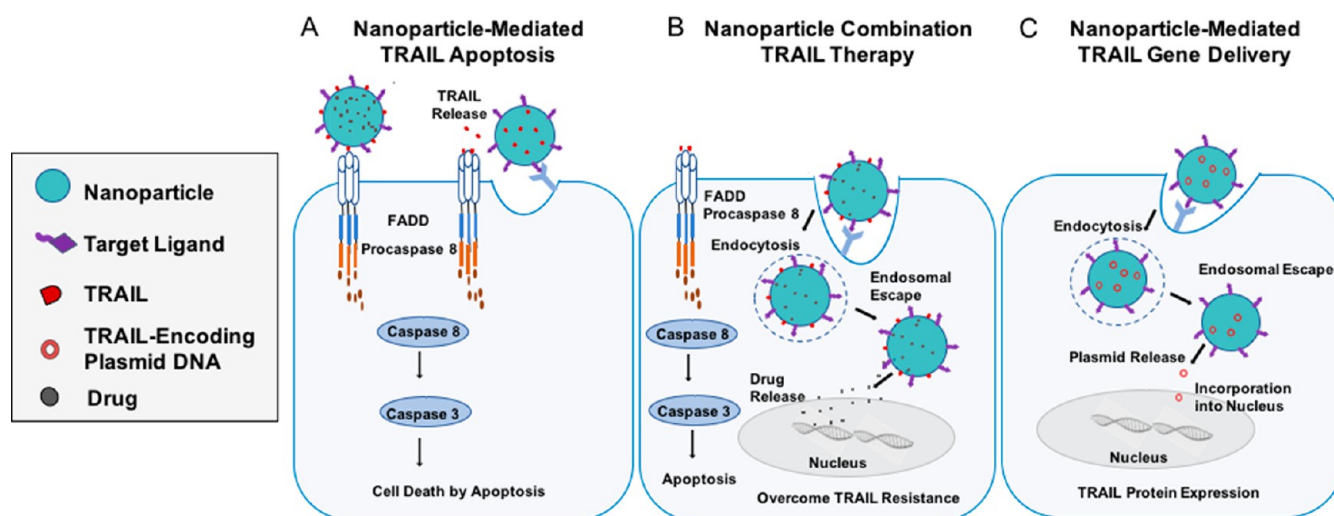 Nanoparticle
Target Ligand
TRAIL
TRAIL-Encoding
Plasmid DNA
Drug
A
Nanoparticle-Mediated
TRAIL Apoptosis
TRAIL
Release
FADD
Procaspase 8
Caspase 8
Caspase 3
Cell Death by Apoptosis
B
Nanoparticle Combination
TRAIL Therapy
FADD
Procaspase 8
Endocytosis
Endosomal
Escape
Caspase 8
Drug
Release
Caspase 3
Nucleus
Apoptosis
Overcome TRAIL Resistance
C
Nanoparticle-Mediated
TRAIL Gene Delivery
Endocytosis
Endosomal Escape
Plasmid Release
Incorporation
into Nucleus
Nucleus
TRAIL Protein Expression